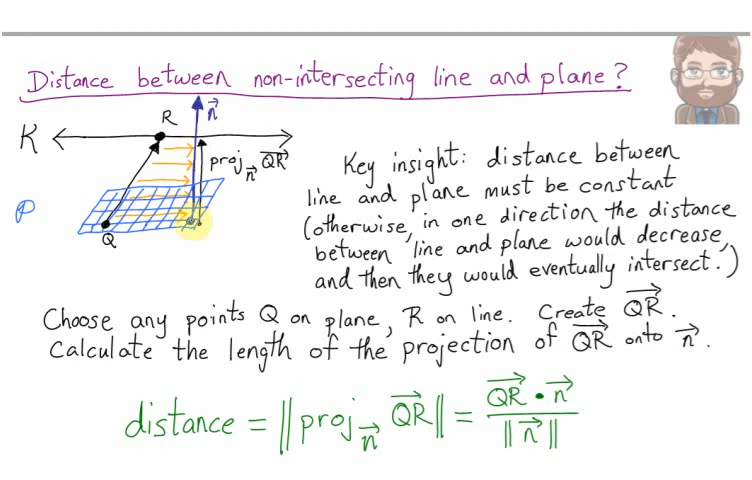 Distance between non-intersecting line and plane?
R
n
K
proj_n QR
P
Q
Key insight: distance between
line and plane must be constant
(otherwise, in one direction the distance
between line and plane would decrease,
and then they would eventually intersect.)
Choose any points Q on plane, R on line. Create QR.
Calculate the length of the projection of QR onto n.
distance = ‖proj_n QR‖ = QR • n / ‖n‖